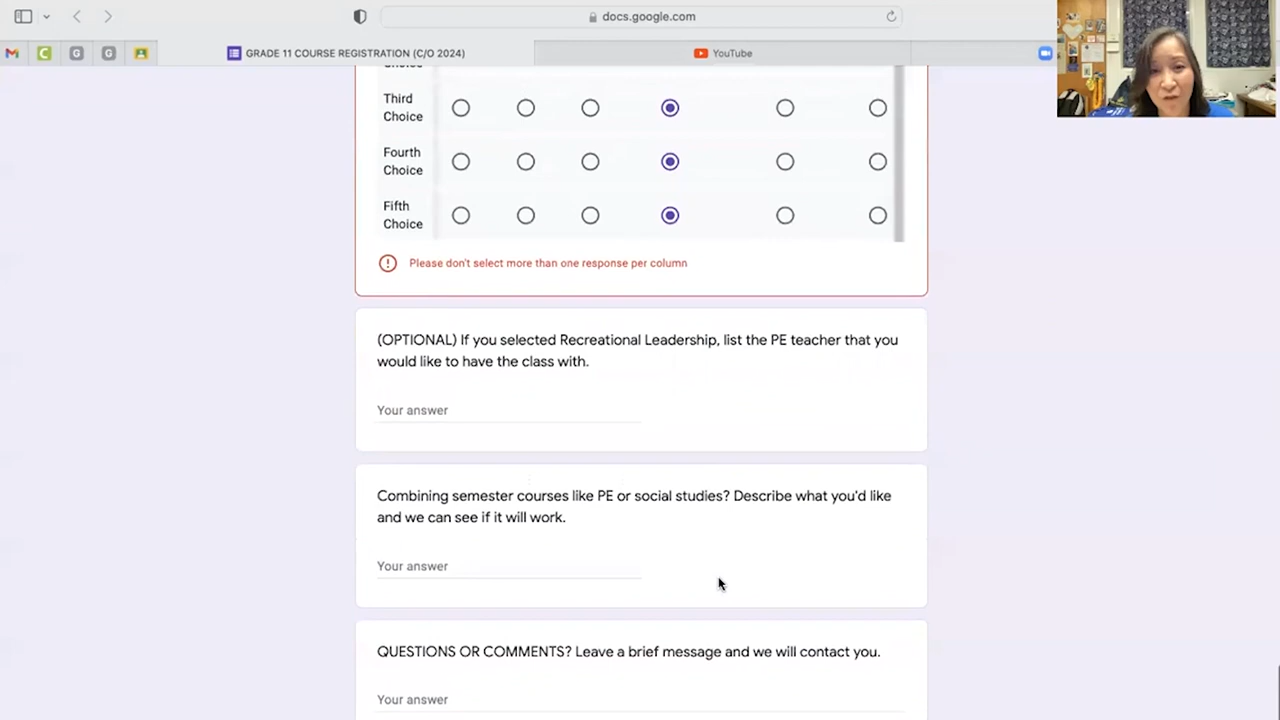 docs.google.com
GRADE 11 COURSE REGISTRATION (C/O 2024)
YouTube
Third
Choice
Fourth
Choice
Fifth
Choice
Please don't select more than one response per column
(OPTIONAL) If you selected Recreational Leadership, list the PE teacher that you
would like to have the class with.
Your answer
Combining semester courses like PE or social studies? Describe what you'd like
and we can see if it will work.
Your answer
QUESTIONS OR COMMENTS? Leave a brief message and we will contact you.
Your answer